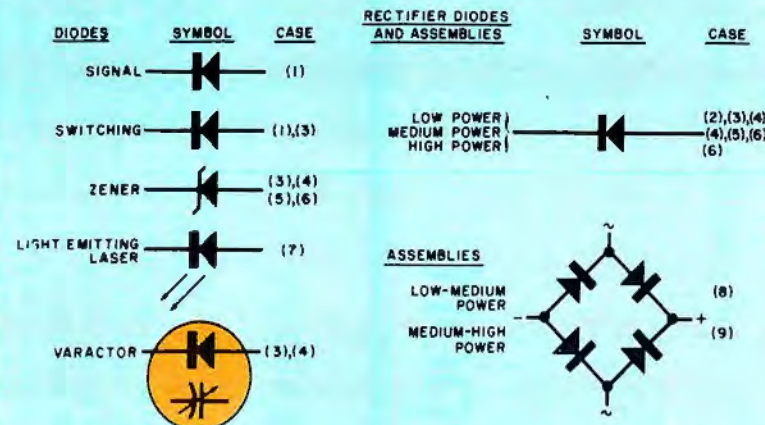 DIODES SYMBOL CASE
SIGNAL (1)
SWITCHING (1),(3)
ZENER (3),(4)
(5),(6)
LIGHT EMITTING
LASER (7)
VARACTOR (3),(4)
RECTIFIER DIODES
AND ASSEMBLIES SYMBOL CASE
LOW POWER (2),(3),(4)
MEDIUM POWER (4),(5),(6)
HIGH POWER (6)
ASSEMBLIES
~
LOW-MEDIUM
POWER (8)
- +
MEDIUM-HIGH
POWER (9)
~